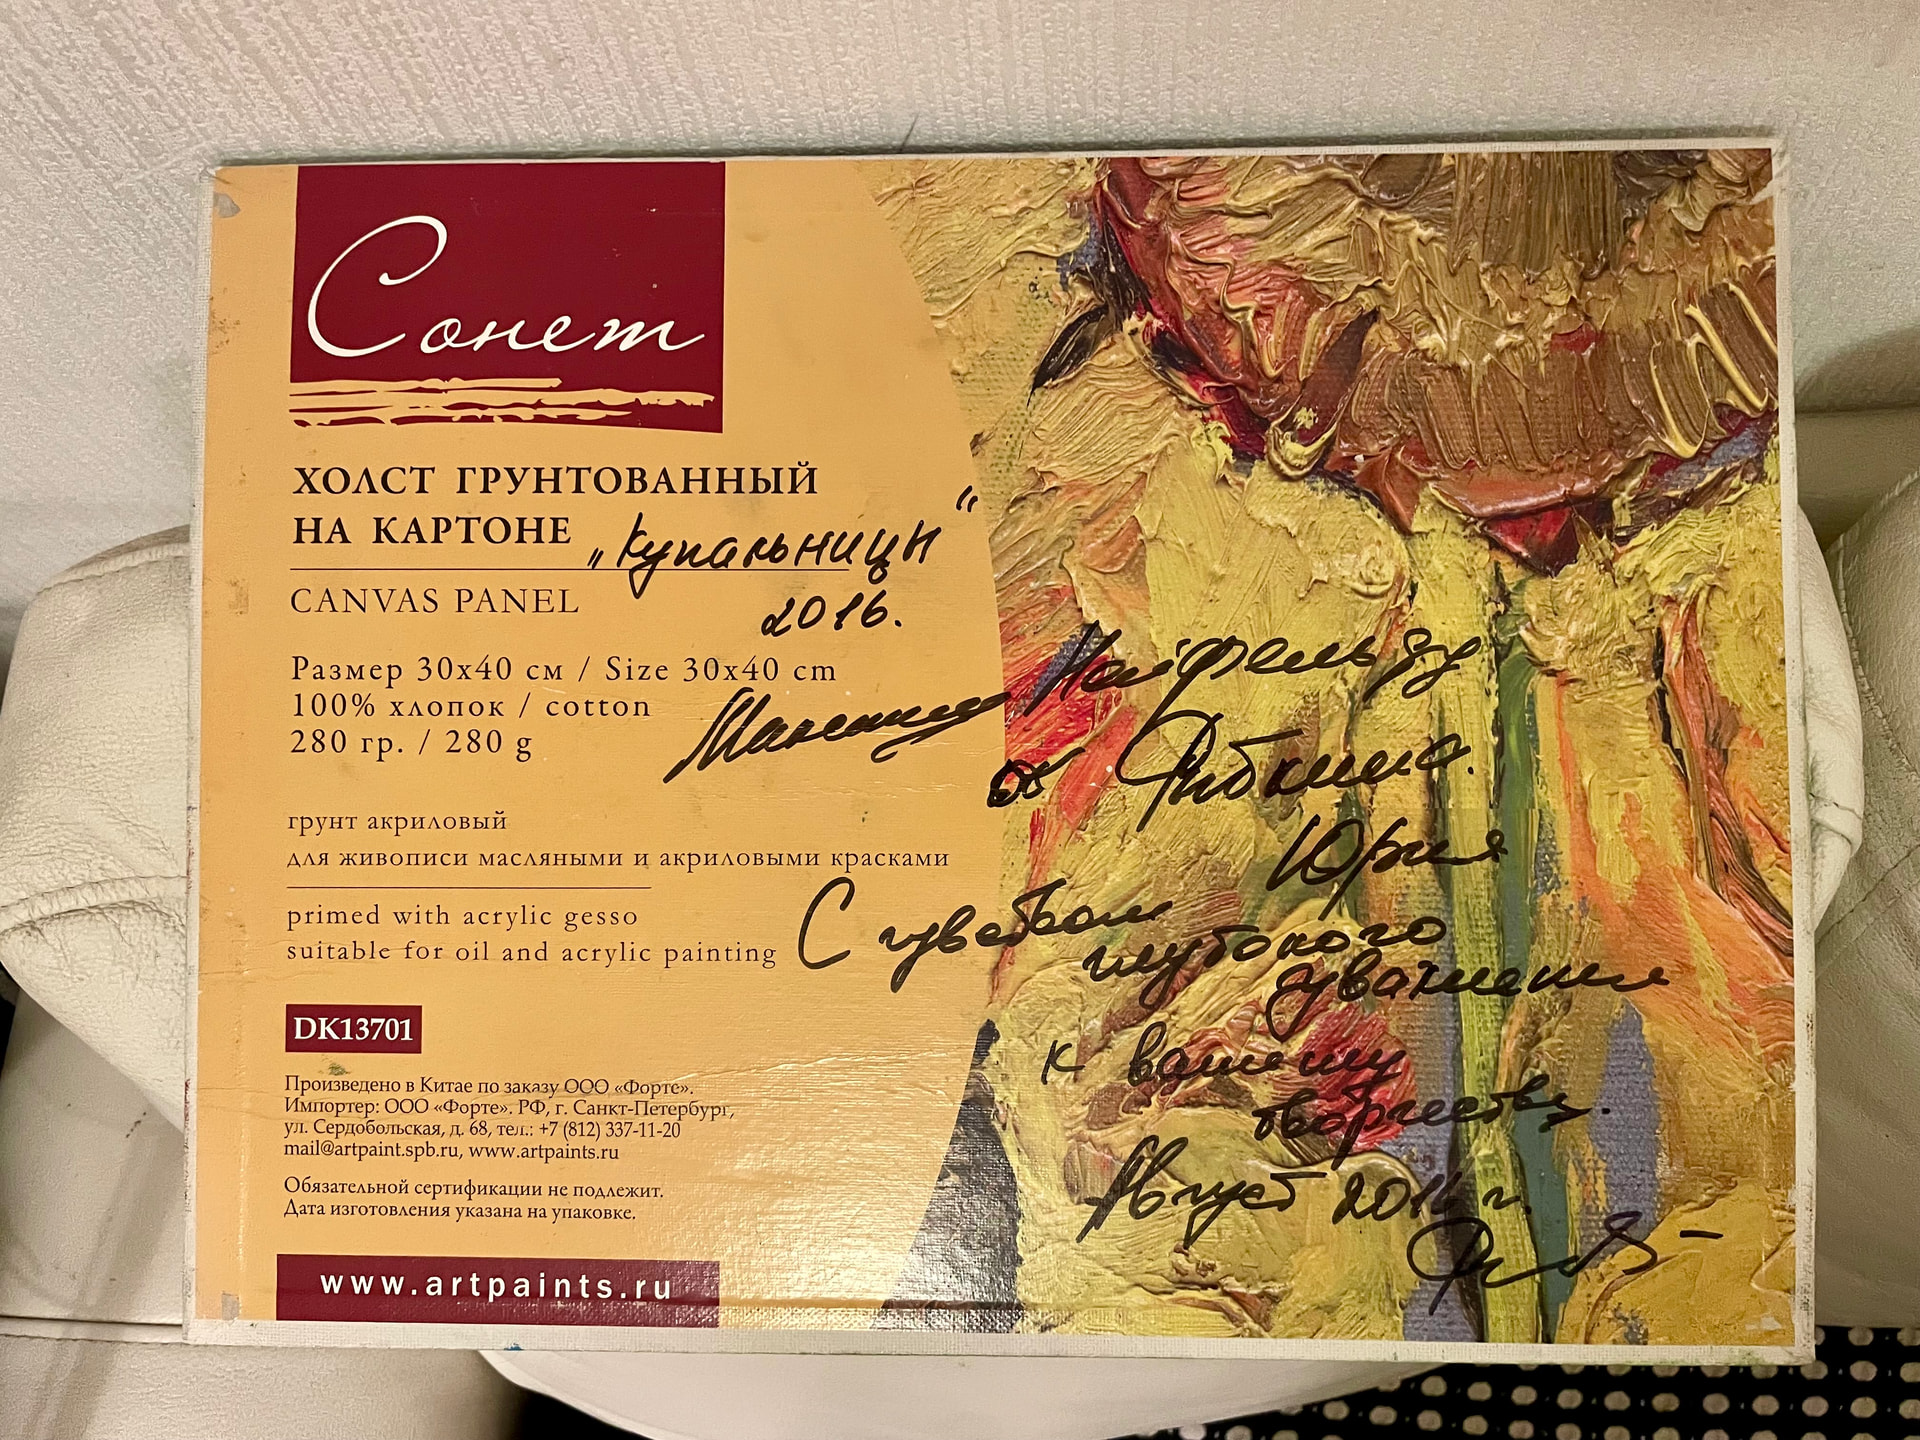 Сонет
ХОЛСТ ГРУНТОВАННЫЙ
НА КАРТОНЕ
„Купальницы“
2016.
CANVAS PANEL
Размер 30х40 см / Size 30x40 cm
100% хлопок / cotton
280 гр. / 280 g
Нейфельду
от
Юрия
грунт акриловый
для живописи масляными и акриловыми красками
primed with acrylic gesso
suitable for oil and acrylic painting
С чувством
глубокого
уважения
к вашему
творчеству.
Август 2016 г.
DK13701
Произведено в Китае по заказу ООО «Форте».
Импортер: ООО «Форте». РФ, г. Санкт-Петербург,
ул. Сердобольская, д. 68, тел.: +7 (812) 337-11-20
mail@artpaint.spb.ru, www.artpaints.ru
Обязательной сертификации не подлежит.
Дата изготовления указана на упаковке.
www.artpaints.ru